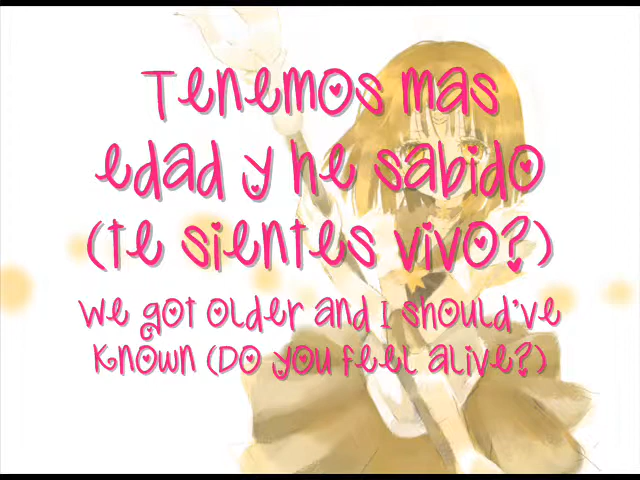 Tenemos mas
edad y he sabido
(te sientes vivo?)
We got older and I should've
Known (Do you feel alive?)